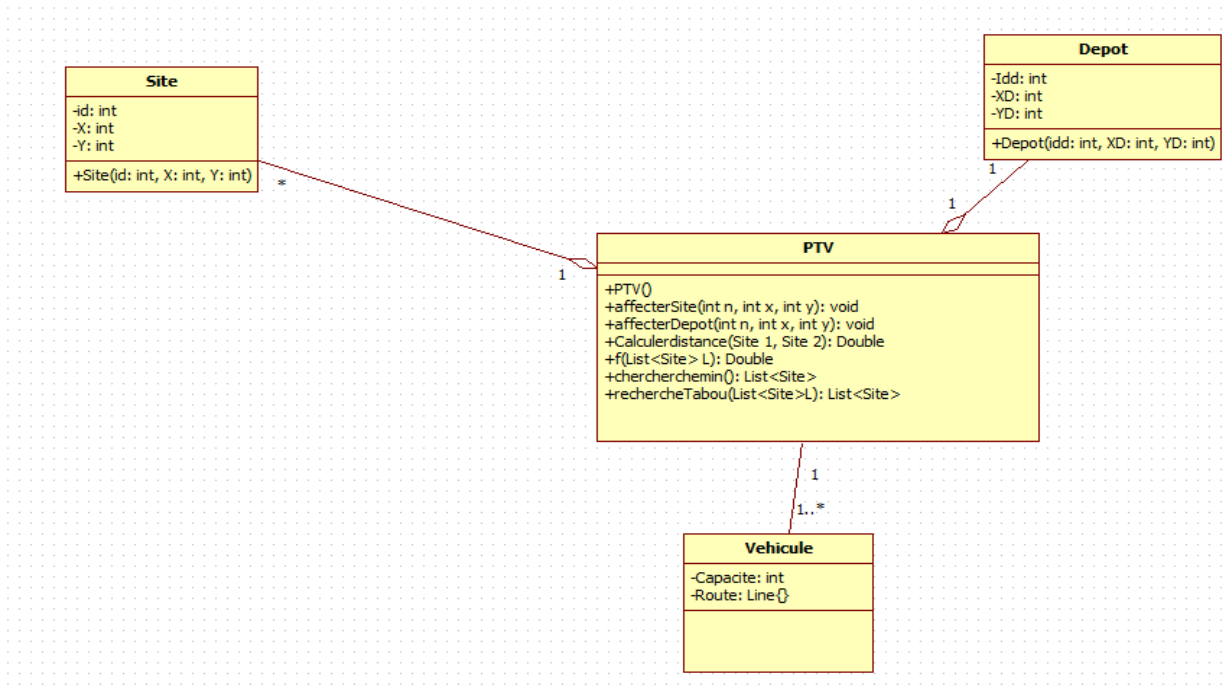 Site
-id: int
-X: int
-Y: int
+Site(id: int, X: int, Y: int)
*
1
Depot
-Idd: int
-XD: int
-YD: int
+Depot(idd: int, XD: int, YD: int)
1
1
PTV
+PTV()
+affecterSite(int n, int x, int y): void
+affecterDepot(int n, int x, int y): void
+Calculerdistance(Site 1, Site 2): Double
+f(List<Site> L): Double
+chercherchemin(): List<Site>
+rechercheTabou(List<Site>L): List<Site>
1
1..*
Vehicule
-Capacite: int
-Route: Line{}